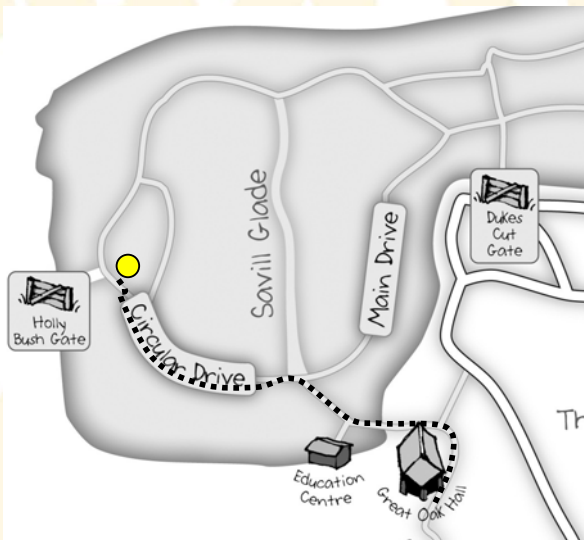 Savill Glade
Main Drive
Dukes
Cut
Gate
Holly
Bush Gate
Circular Drive
Education
Centre
Great Oak Hall
Th